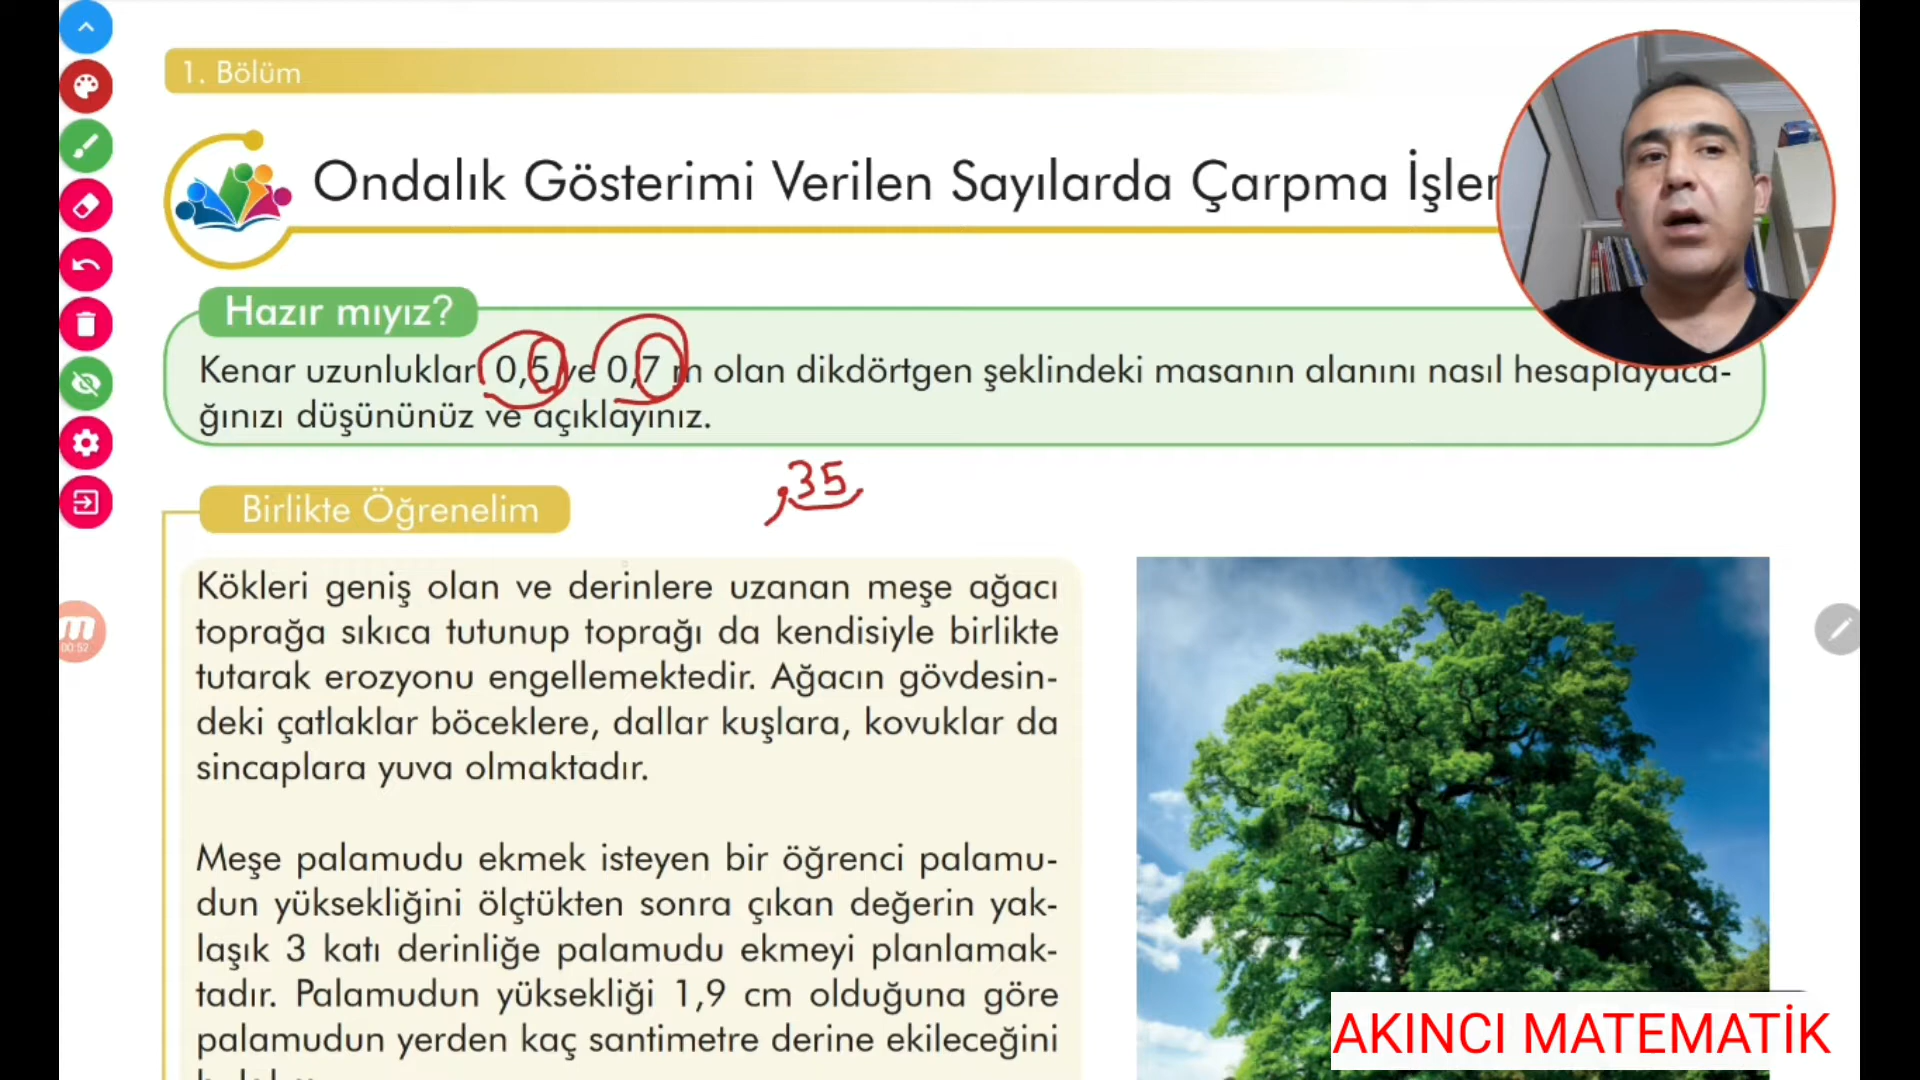 1. Bölüm
Ondalık Gösterimi Verilen Sayılarda Çarpma
Hazır mıyız?
Kenar uzunlukları 0,5 ve 0,7 m olan dikdörtgen şeklindeki masanın alanını nasıl hesaplayaca-
ğınızı düşününüz ve açıklayınız.
,35
Birlikte Öğrenelim
Kökleri geniş olan ve derinlere uzanan meşe ağacı
toprağa sıkıca tutunup toprağı da kendisiyle birlikte
tutarak erozyonu engellemektedir. Ağacın gövdesin-
deki çatlaklar böceklere, dallar kuşlara, kovuklar da
sincaplara yuva olmaktadır.
Meşe palamudu ekmek isteyen bir öğrenci palamu-
dun yüksekliğini ölçtükten sonra çıkan değerin yak-
laşık 3 katı derinliğe palamudu ekmeyi planlamak-
tadır. Palamudun yüksekliği 1,9 cm olduğuna göre
palamudun yerden kaç santimetre derine ekileceğini
m
00:52
AKINCI MATEMATİK